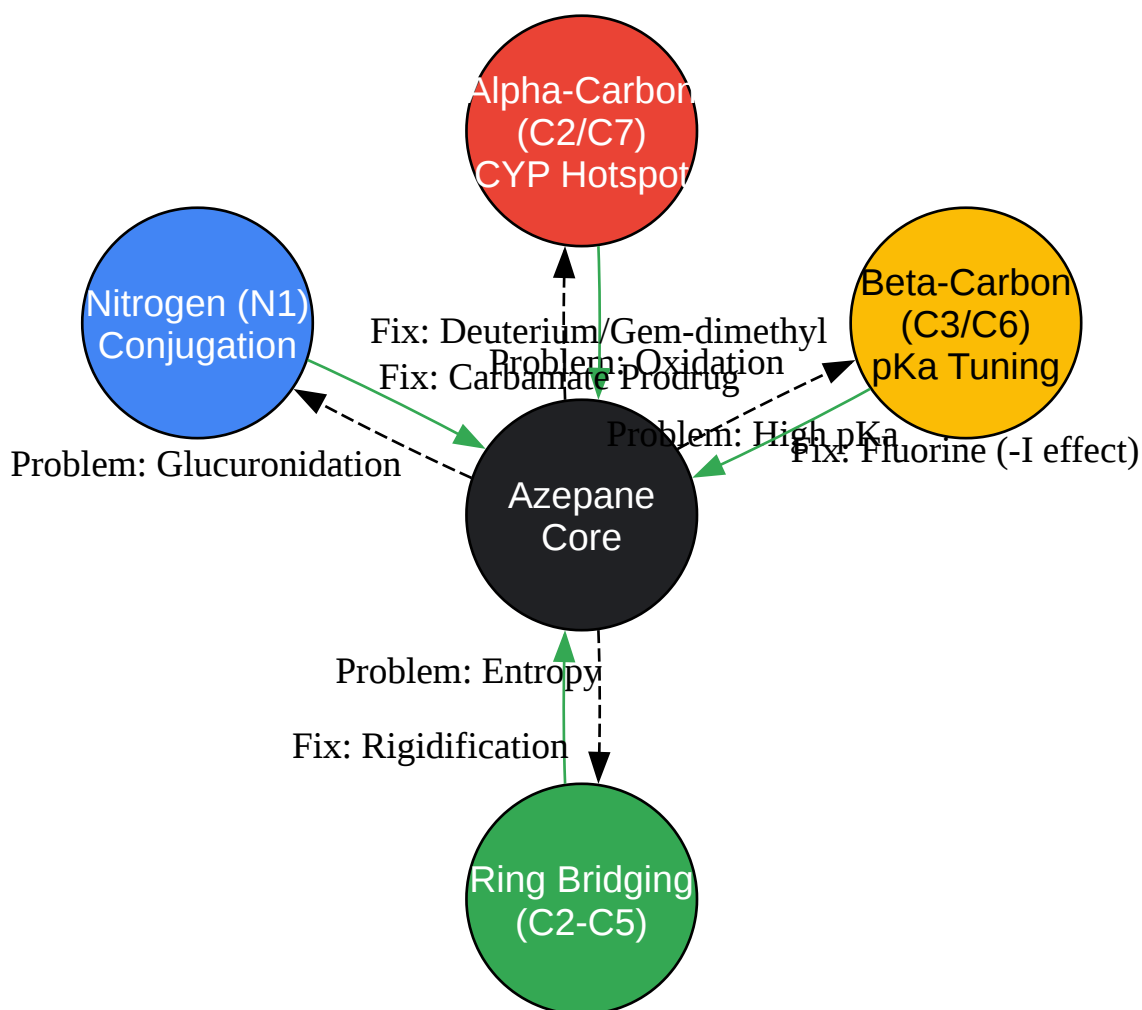 Alpha-Carbon
(C2/C7)
CYP Hotspot
Nitrogen (N1)
Conjugation
Beta-Carbon
(C3/C6)
pKa Tuning
Fix: Deuterium/Gem-dimethyl
Problem: Oxidation
Fix: Carbamate Prodrug
Problem: High pKa
Fix: Fluorine (-I effect)
Problem: Glucuronidation
Azepane
Core
Problem: Entropy
Fix: Rigidification
Ring Bridging
(C2-C5)